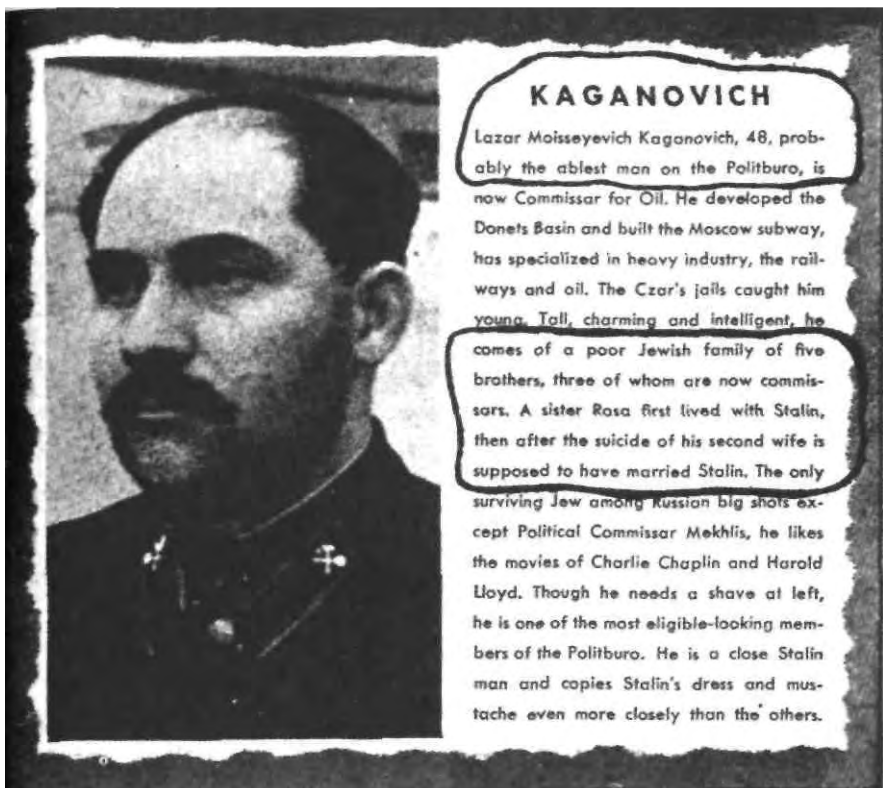 KAGANOVICH
Lazar Moisseyevich Kaganovich, 48, prob-
ably the ablest man on the Politburo, is
now Commissar for Oil. He developed the
Donets Basin and built the Moscow subway,
has specialized in heavy industry, the rail-
ways and oil. The Czar's jails caught him
young. Tall, charming and intelligent, he
comes of a poor Jewish family of five
brothers, three of whom are now commis-
sars. A sister Rosa first lived with Stalin,
then after the suicide of his second wife is
supposed to have married Stalin. The only
surviving Jew among Russian big shots ex-
cept Political Commissar Mekhlis, he likes
the movies of Charlie Chaplin and Harold
Lloyd. Though he needs a shave at left,
he is one of the most eligible-looking mem-
bers of the Politburo. He is a close Stalin
man and copies Stalin's dress and mus-
tache even more closely than the others.